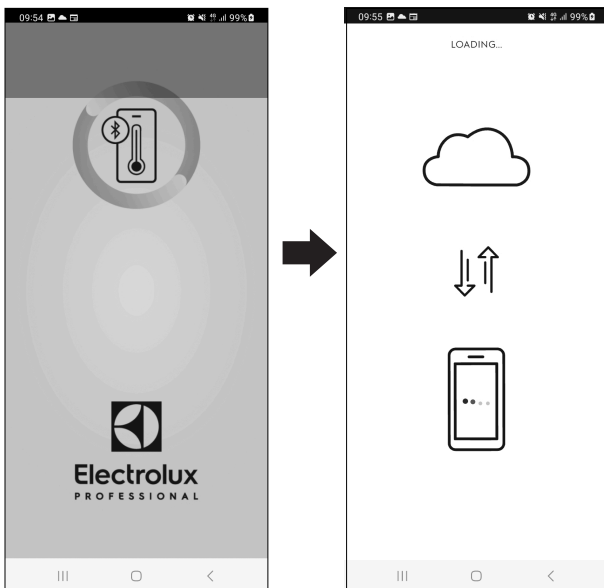 09:54 99%
Electrolux
PROFESSIONAL
09:55 99%
LOADING...